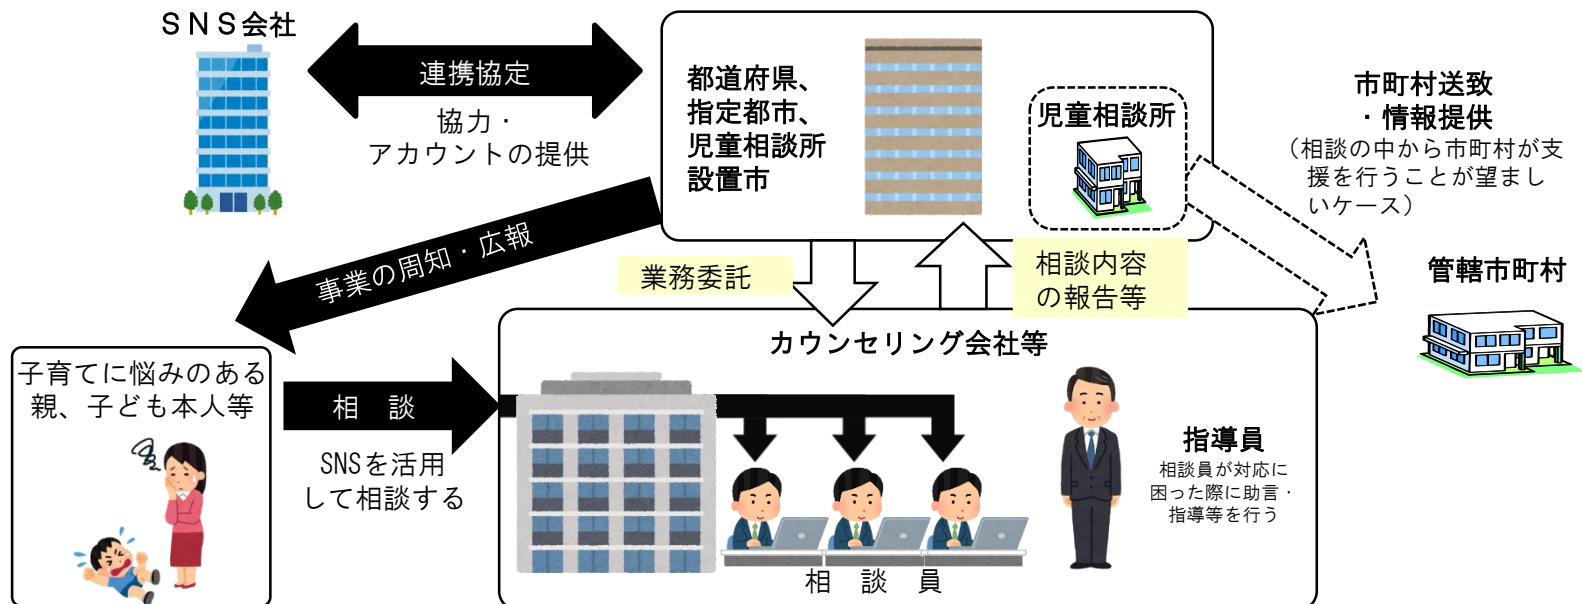 ＳＮＳ会社
連携協定
協力・
アカウントの提供
都道府県、
指定都市、
児童相談所
設置市
児童相談所
市町村送致
・情報提供
（相談の中から市町村が支
援を行うことが望まし
いケース）
管轄市町村
事業の周知・広報
業務委託
相談内容
の報告等
カウンセリング会社等
子育てに悩みのある
親、子ども本人等
相　談
SNSを活用
して相談する
指導員
相談員が対応に
困った際に助言・
指導等を行う
相　談　員